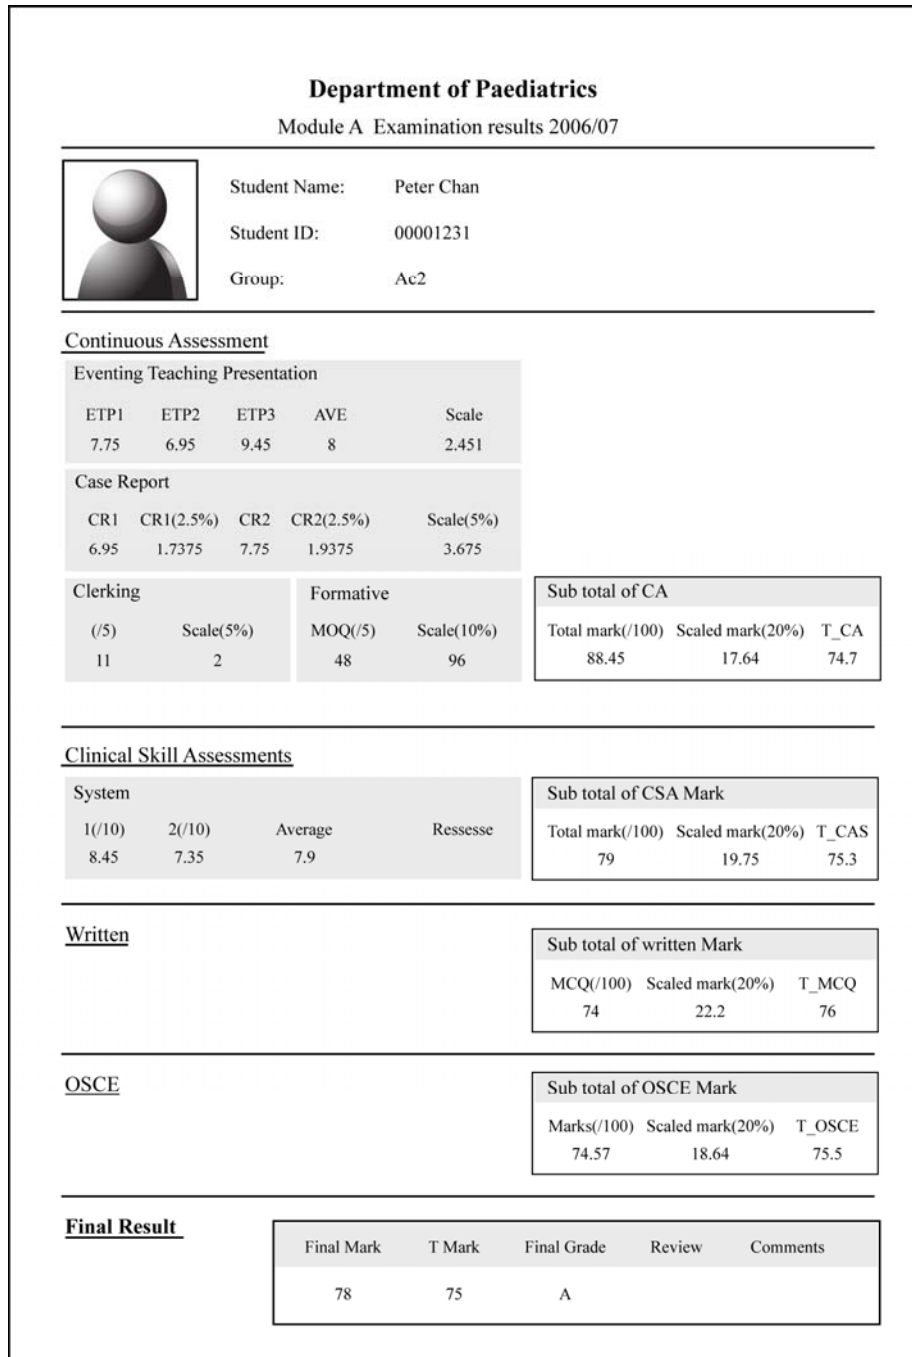 Department of Paediatrics
Module A Examination results 2006/07
Student Name: Peter Chan
Student ID: 00001231
Group: Ac2
Continuous Assessment
Eventing Teaching Presentation
ETP1 ETP2 ETP3 AVE Scale
7.75 6.95 9.45 8 2.451
Case Report
CR1 CR1(2.5%) CR2 CR2(2.5%) Scale(5%)
6.95 1.7375 7.75 1.9375 3.675
Clerking
(/5) Scale(5%)
11 2
Formative
MOQ(/5) Scale(10%)
48 96
Sub total of CA
Total mark(/100) Scaled mark(20%) T_CA
88.45 17.64 74.7
Clinical Skill Assessments
System
1(/10) 2(/10) Average Ressesse
8.45 7.35 7.9
Sub total of CSA Mark
Total mark(/100) Scaled mark(20%) T_CAS
79 19.75 75.3
Written
Sub total of written Mark
MCQ(/100) Scaled mark(20%) T_MCQ
74 22.2 76
OSCE
Sub total of OSCE Mark
Marks(/100) Scaled mark(20%) T_OSCE
74.57 18.64 75.5
Final Result
Final Mark T Mark Final Grade Review Comments
78 75 A